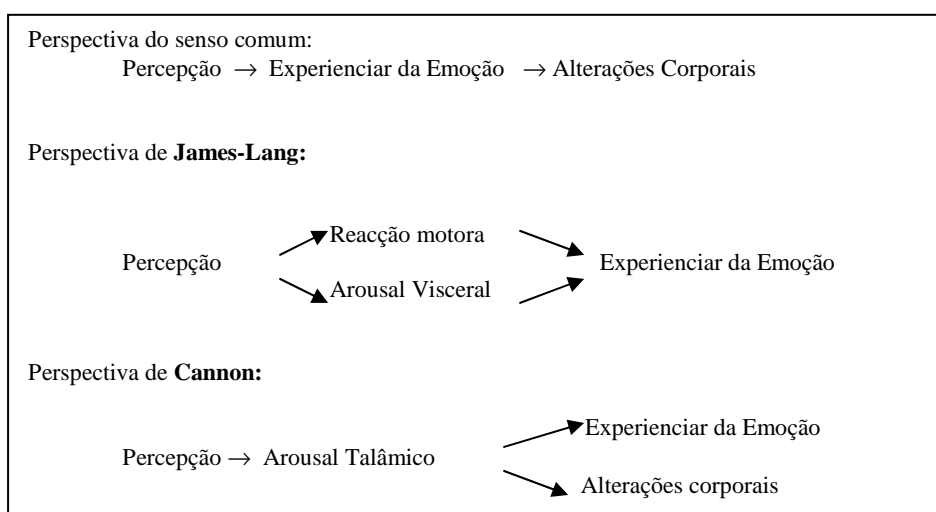 Perspectiva do senso comum:
Percepção → Experienciar da Emoção → Alterações Corporais
Perspectiva de James-Lang:
Reacção motora
Percepção Experienciar da Emoção
Arousal Visceral
Perspectiva de Cannon:
Experienciar da Emoção
Percepção → Arousal Talâmico
Alterações corporais